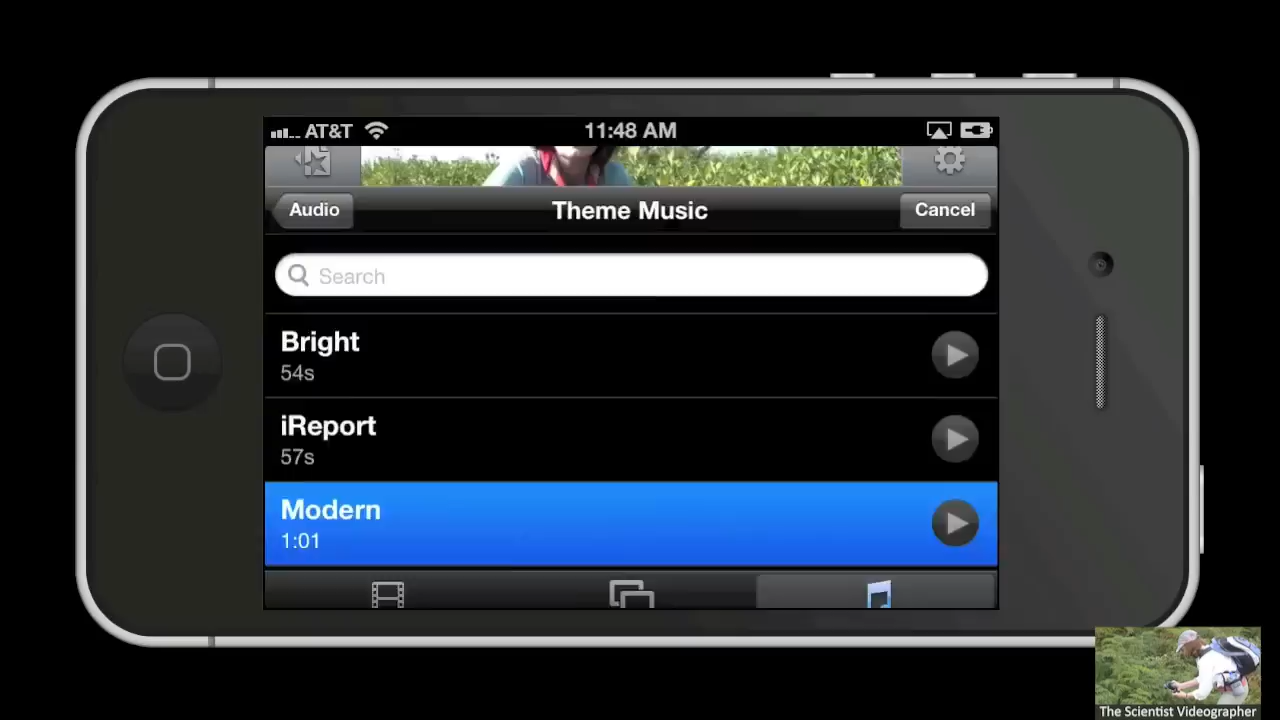 AT&T
11:48 AM
Audio
Theme Music
Cancel
Search
Bright
54s
iReport
57s
Modern
1:01
The Scientist Videographer